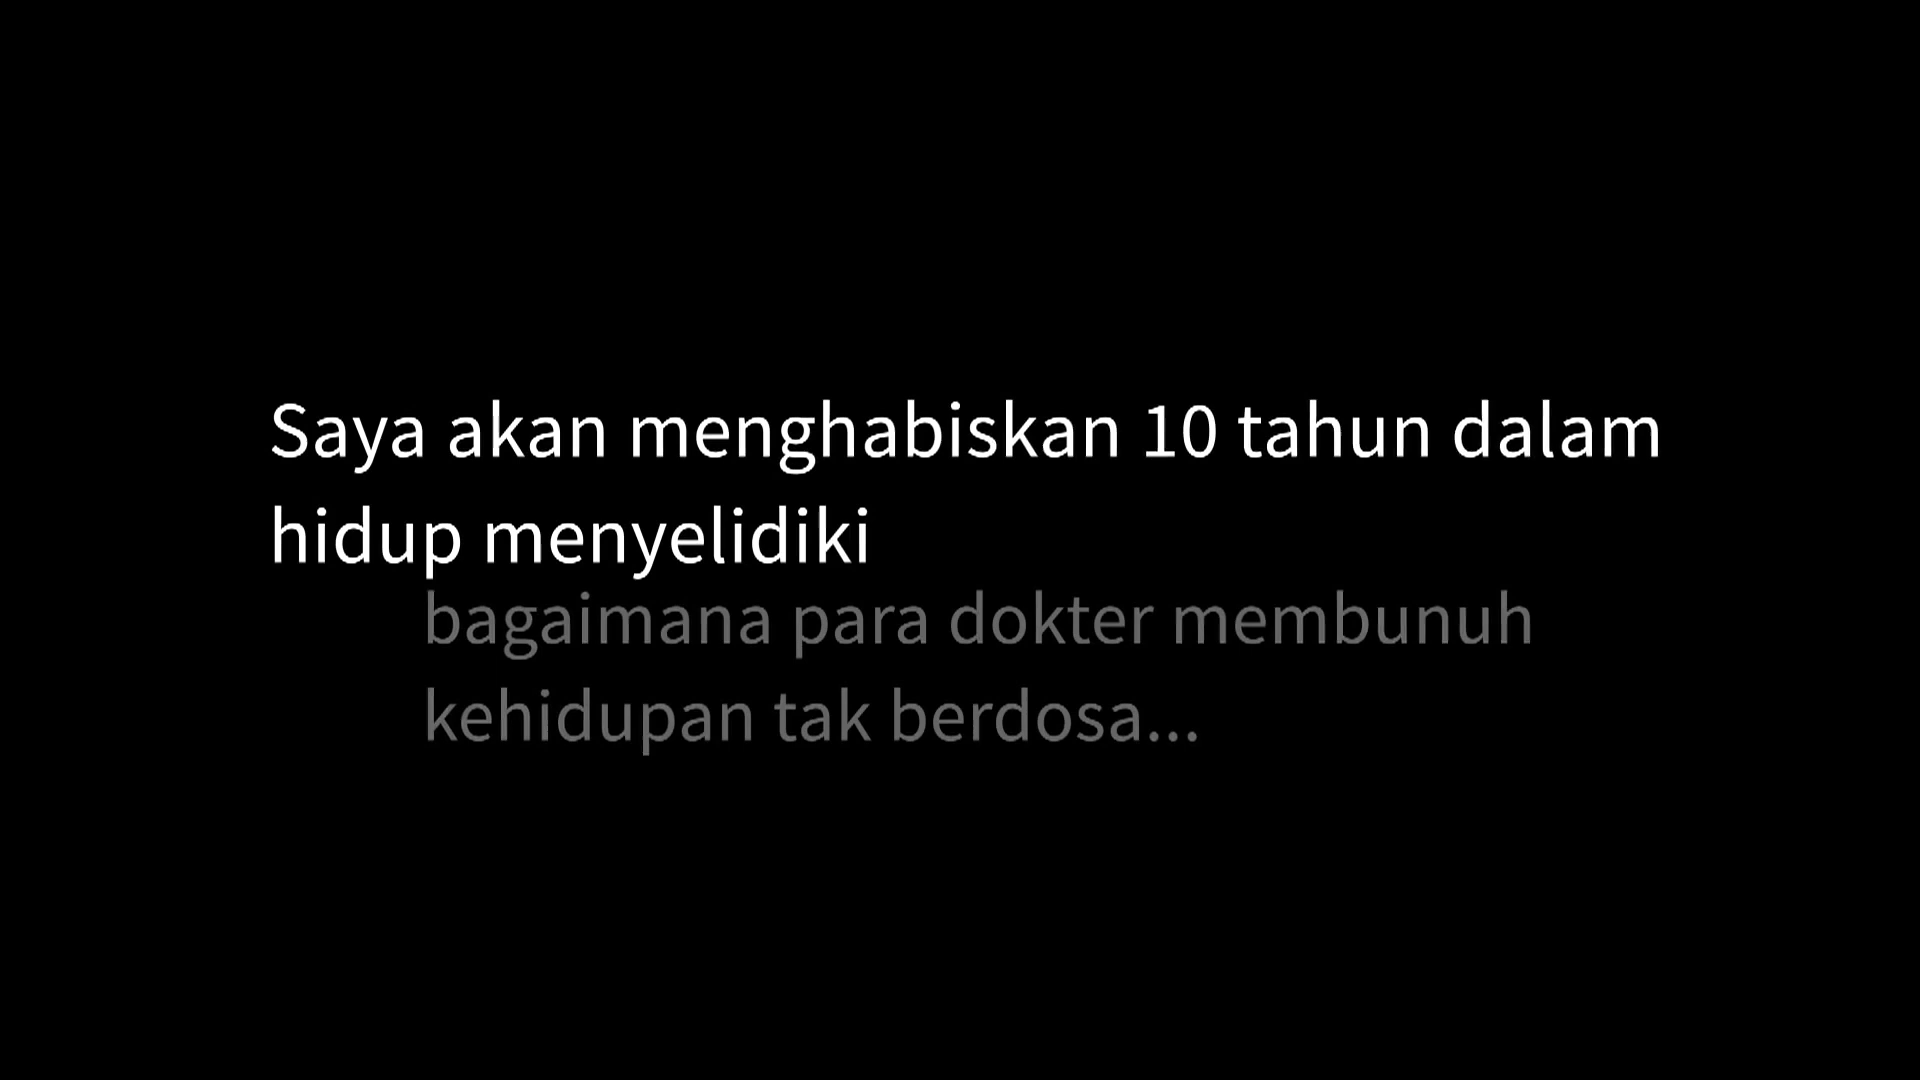 Saya akan menghabiskan 10 tahun dalam
hidup menyelidiki
bagaimana para dokter membunuh
kehidupan tak berdosa...